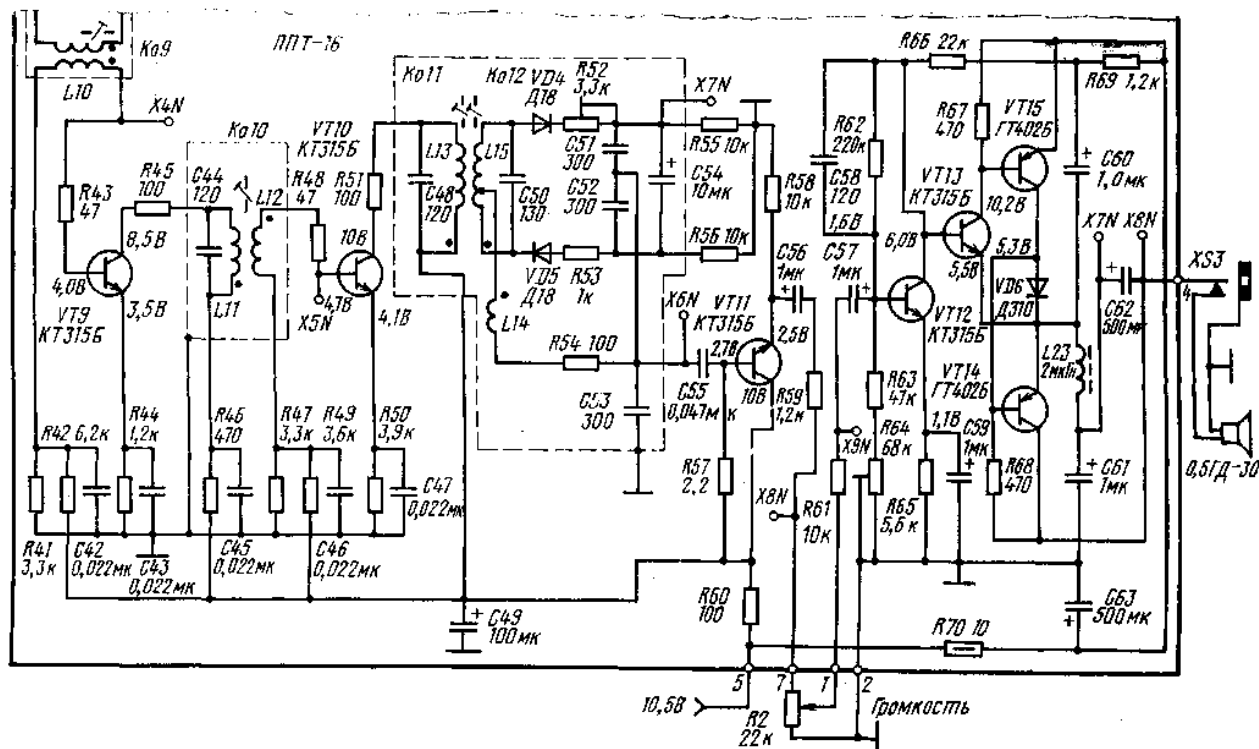 ППТ-16
Ко9
L10
X4N
Ко10
R43
47
R45
100
C44
120
L12
L11
R48
47
VT10
КТ315Б
R51
100
8,5В
4,0В
3,5В
VT9
КТ315Б
10В
4,1В
4,1В
X5N
Ко11
Ко12
VD4
Д18
R52
3,3к
X7N
L13
L15
C48
120
C50
130
C51
300
C52
300
C54
10мк
R55 10к
R56 10к
VD5
Д18
R53
1к
L14
R54 100
X6N
C53
300
C55
0,047мк
VT11
КТ315Б
2,7В
2,5В
10В
R58
10к
C56
1мк
R59
1,2к
R57
2,2
X8N
R60
100
R61
10к
X9N
C57
1мк
C58
120
R62
220к
1,6В
6,0В
VT12
КТ315Б
R63
47к
R64
68к
R65
5,6к
1,1В
C59
1мк
R66 22к
R67
470
VT13
КТ315Б
5,5В
10,2В
VT15
ГТ402Б
R69 1,2к
C60
1,0мк
5,3В
VD6
Д310
VT14
ГТ402Б
L23
2мкГн
R68
470
C61
1мк
X7N
X8N
C62
500мк
XS3
4
0,5ГД-30
C63
500мк
R70 10
R42 6,2к
R44
1,2к
R46
470
R47
3,3к
R49
3,6к
R50
3,9к
C47
0,022мк
R41
3,3к
C42
0,022мк
C43
0,022мк
C45
0,022мк
C46
0,022мк
C49
100мк
5
7
1
2
10,5В
R2
22к
Громкость